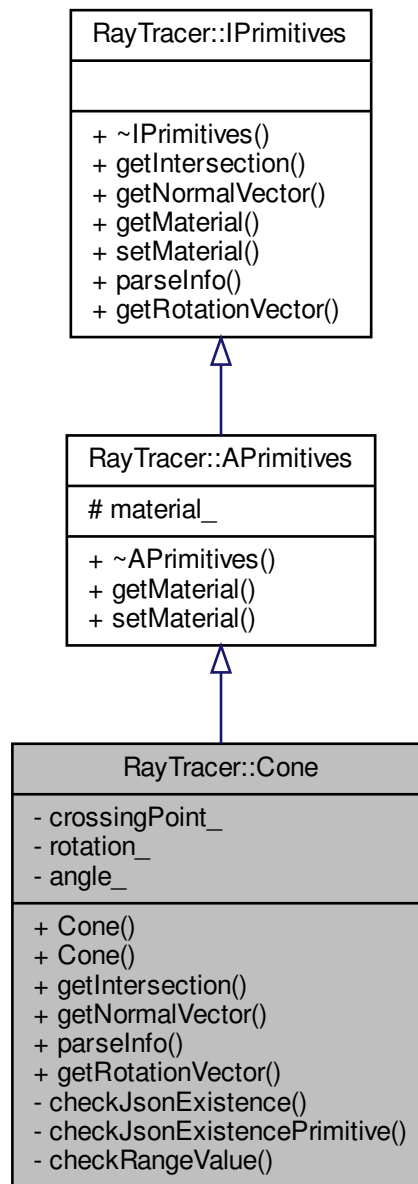 RayTracer::IPrimitives
+ ~IPrimitives()
+ getIntersection()
+ getNormalVector()
+ getMaterial()
+ setMaterial()
+ parseInfo()
+ getRotationVector()
RayTracer::APrimitives
# material_
+ ~APrimitives()
+ getMaterial()
+ setMaterial()
RayTracer::Cone
- crossingPoint_
- rotation_
- angle_
+ Cone()
+ Cone()
+ getIntersection()
+ getNormalVector()
+ parseInfo()
+ getRotationVector()
- checkJsonExistence()
- checkJsonExistencePrimitive()
- checkRangeValue()